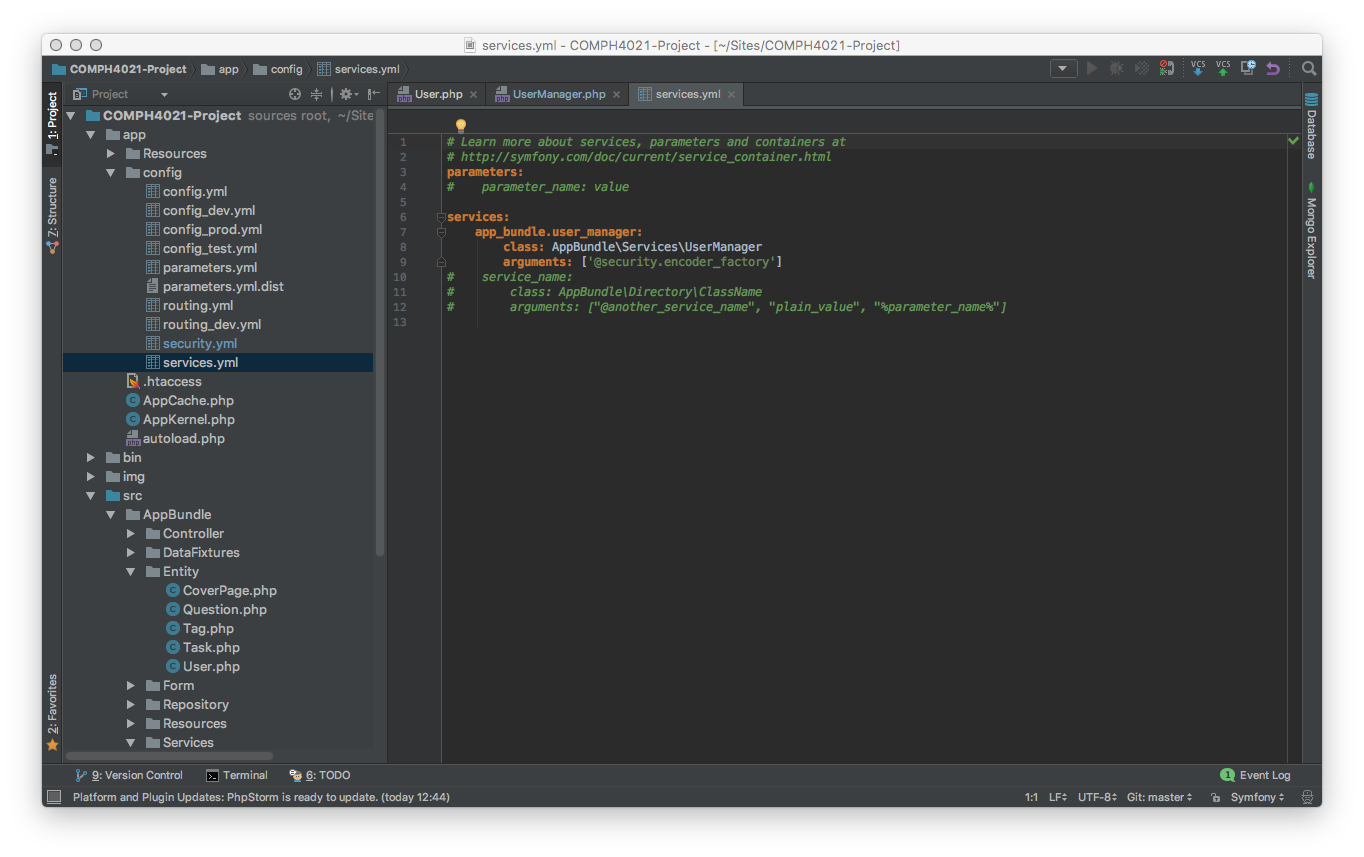 services.yml - COMPH4021-Project - [~/Sites/COMPH4021-Project]
COMPH4021-Project app config services.yml
VCS VCS
Project
User.php UserManager.php services.yml
1: Project
Z: Structure
2: Favorites
COMPH4021-Project sources root, ~/Site
app
Resources
config
config.yml
config_dev.yml
config_prod.yml
config_test.yml
parameters.yml
parameters.yml.dist
routing.yml
routing_dev.yml
security.yml
services.yml
.htaccess
AppCache.php
AppKernel.php
autoload.php
bin
img
src
AppBundle
Controller
DataFixtures
Entity
CoverPage.php
Question.php
Tag.php
Task.php
User.php
Form
Repository
Resources
Services
1 # Learn more about services, parameters and containers at
2 # http://symfony.com/doc/current/service_container.html
3 parameters:
4 #    parameter_name: value
5
6 services:
7     app_bundle.user_manager:
8         class: AppBundle\Services\UserManager
9         arguments: ['@security.encoder_factory']
10 #    service_name:
11 #        class: AppBundle\Directory\ClassName
12 #        arguments: ["@another_service_name", "plain_value", "%parameter_name%"]
13
Database
Mongo Explorer
9: Version Control Terminal 6: TODO 1 Event Log
Platform and Plugin Updates: PhpStorm is ready to update. (today 12:44) 1:1 LF UTF-8 Git: master Symfony